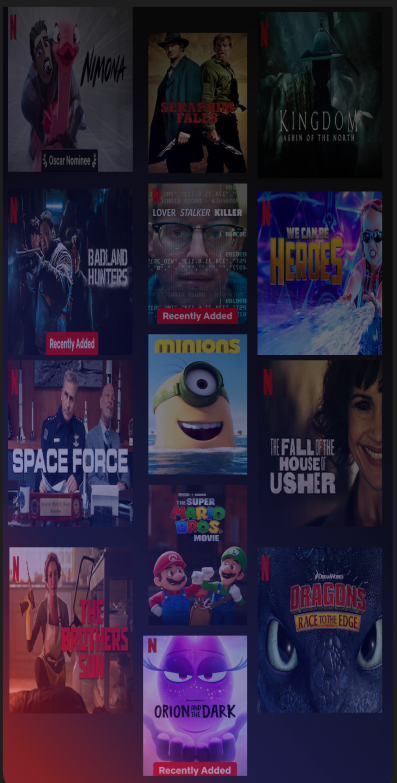 N
NIMONA
Oscar Nominee
SERAPHIM
FALLS
N
KINGDOM
ASHIN OF THE NORTH
N
BADLAND
HUNTERS
Recently Added
N
LOVER STALKER KILLER
Recently Added
N
WE CAN BE
HEROES
N
SPACE FORCE
MINIONS
N
THE FALL OF THE
HOUSE OF
USHER
THE SUPER
MARIO
BROS.
MOVIE
N
THE
BROTHERS
SUN
N
ORION AND THE DARK
Recently Added
N
DREAMWORKS
DRAGONS
RACE TO THE EDGE